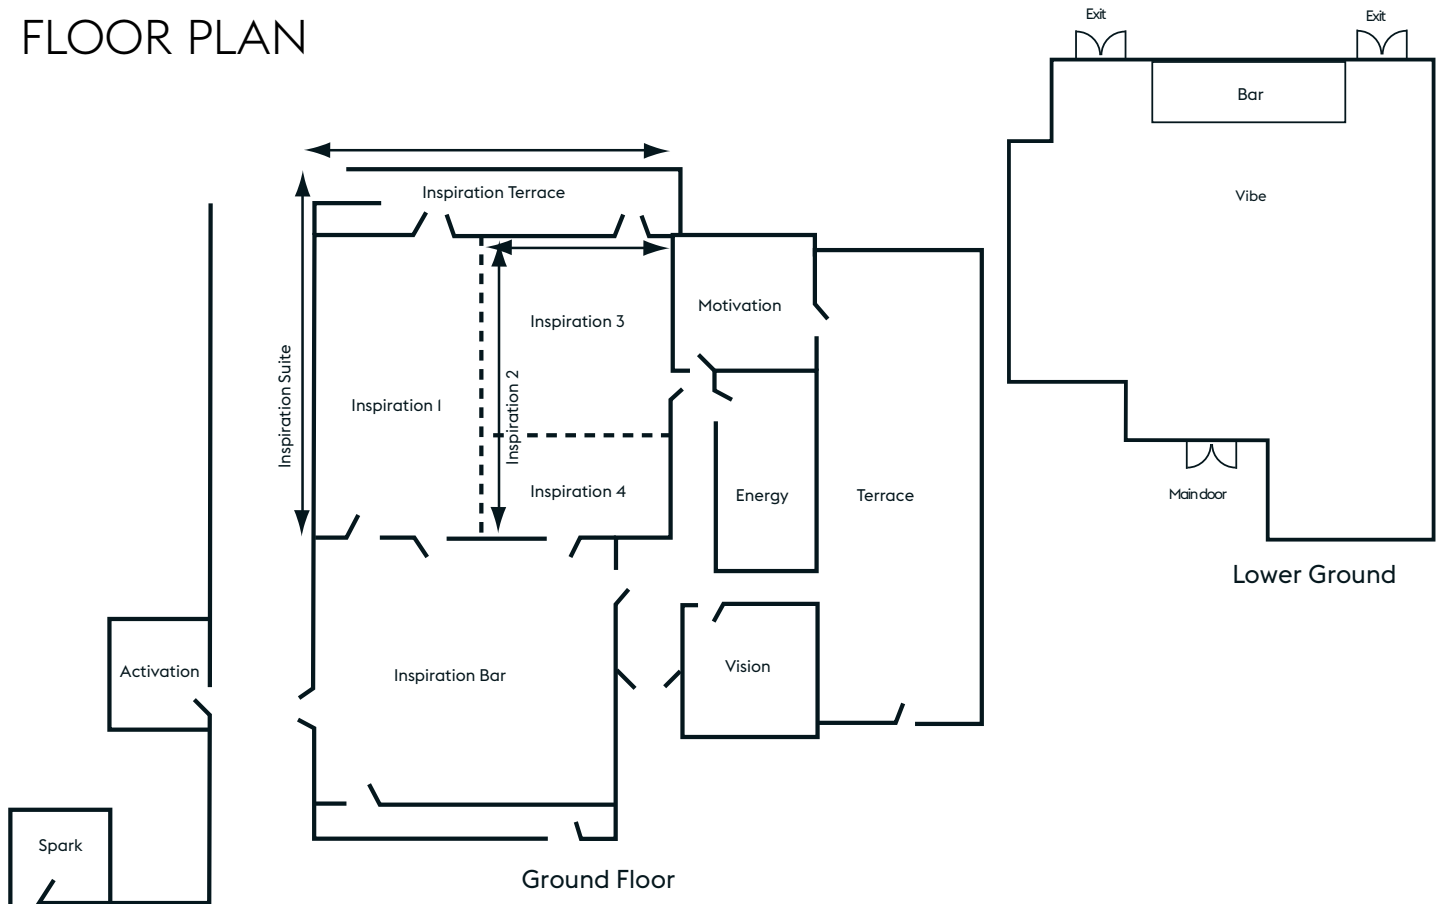 FLOOR PLAN
Exit
Exit
Bar
Inspiration Terrace
Vibe
Motivation
Inspiration 3
Inspiration Suite
Inspiration 1
Inspiration 2
Inspiration 4
Energy
Terrace
Main door
Lower Ground
Activation
Inspiration Bar
Vision
Spark
Ground Floor